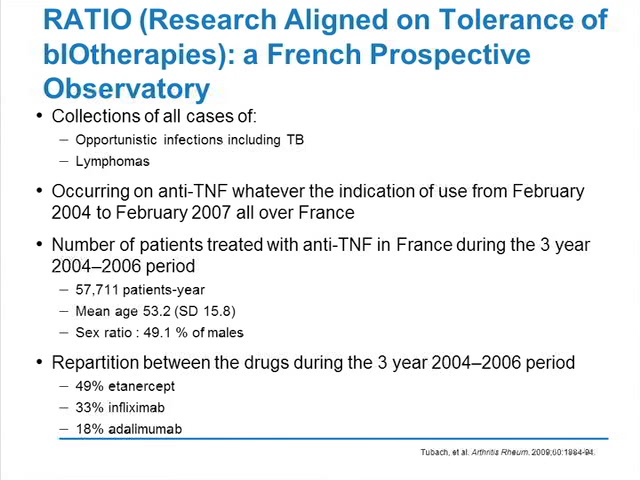 RATIO (Research Aligned on Tolerance of
bIOtherapies): a French Prospective
Observatory
• Collections of all cases of:
– Opportunistic infections including TB
– Lymphomas
• Occurring on anti-TNF whatever the indication of use from February
2004 to February 2007 all over France
• Number of patients treated with anti-TNF in France during the 3 year
2004–2006 period
– 57,711 patients-year
– Mean age 53.2 (SD 15.8)
– Sex ratio : 49.1 % of males
• Repartition between the drugs during the 3 year 2004–2006 period
– 49% etanercept
– 33% infliximab
– 18% adalimumab
Tubach, et al. Arthritis Rheum. 2009;60:1884-94.